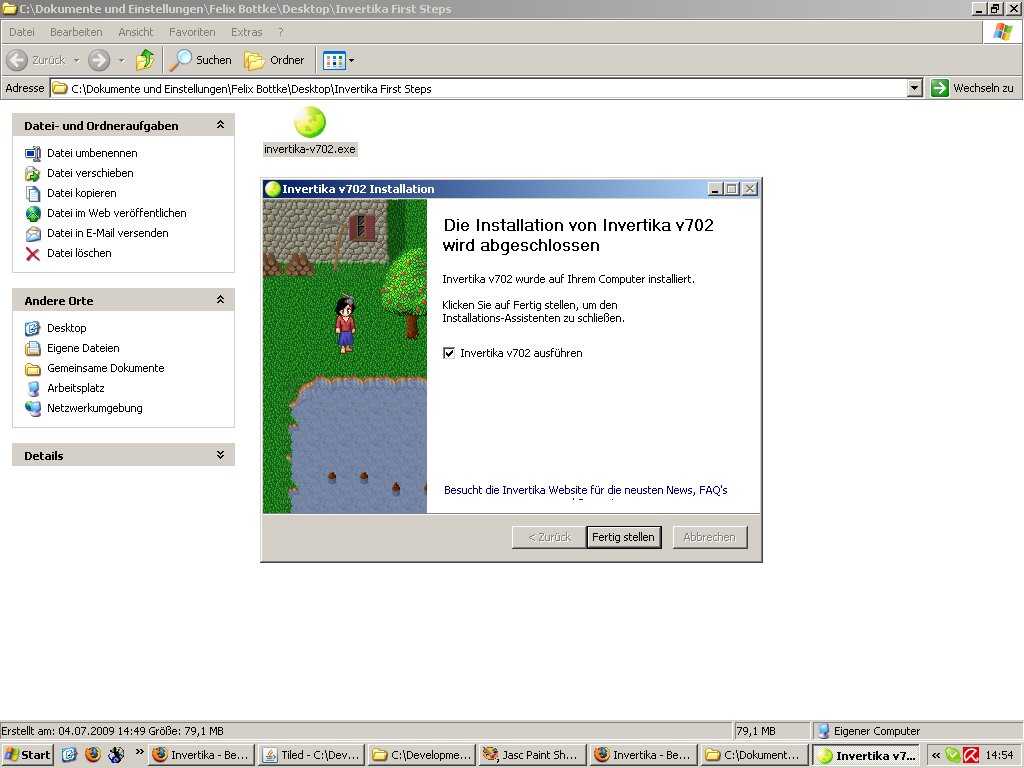 C:\Dokumente und Einstellungen\Felix Bottke\Desktop\Invertika First Steps
Datei Bearbeiten Ansicht Favoriten Extras ?
Zurück Suchen Ordner
Adresse C:\Dokumente und Einstellungen\Felix Bottke\Desktop\Invertika First Steps Wechseln zu
Datei- und Ordneraufgaben
Datei umbenennen
Datei verschieben
Datei kopieren
Datei im Web veröffentlichen
Datei in E-Mail versenden
Datei löschen
Andere Orte
Desktop
Eigene Dateien
Gemeinsame Dokumente
Arbeitsplatz
Netzwerkumgebung
Details
invertika-v702.exe
Invertika v702 Installation
Die Installation von Invertika v702
wird abgeschlossen
Invertika v702 wurde auf Ihrem Computer installiert.
Klicken Sie auf Fertig stellen, um den
Installations-Assistenten zu schließen.
Invertika v702 ausführen
Besucht die Invertika Website für die neusten News, FAQ's
< Zurück Fertig stellen Abbrechen
Erstellt am: 04.07.2009 14:49 Größe: 79,1 MB 79,1 MB Eigener Computer
Start » Invertika - Be... Tiled - C:\Dev... C:\Developme... Jasc Paint Sh... Invertika - Be... C:\Dokument... Invertika v7... « 14:54